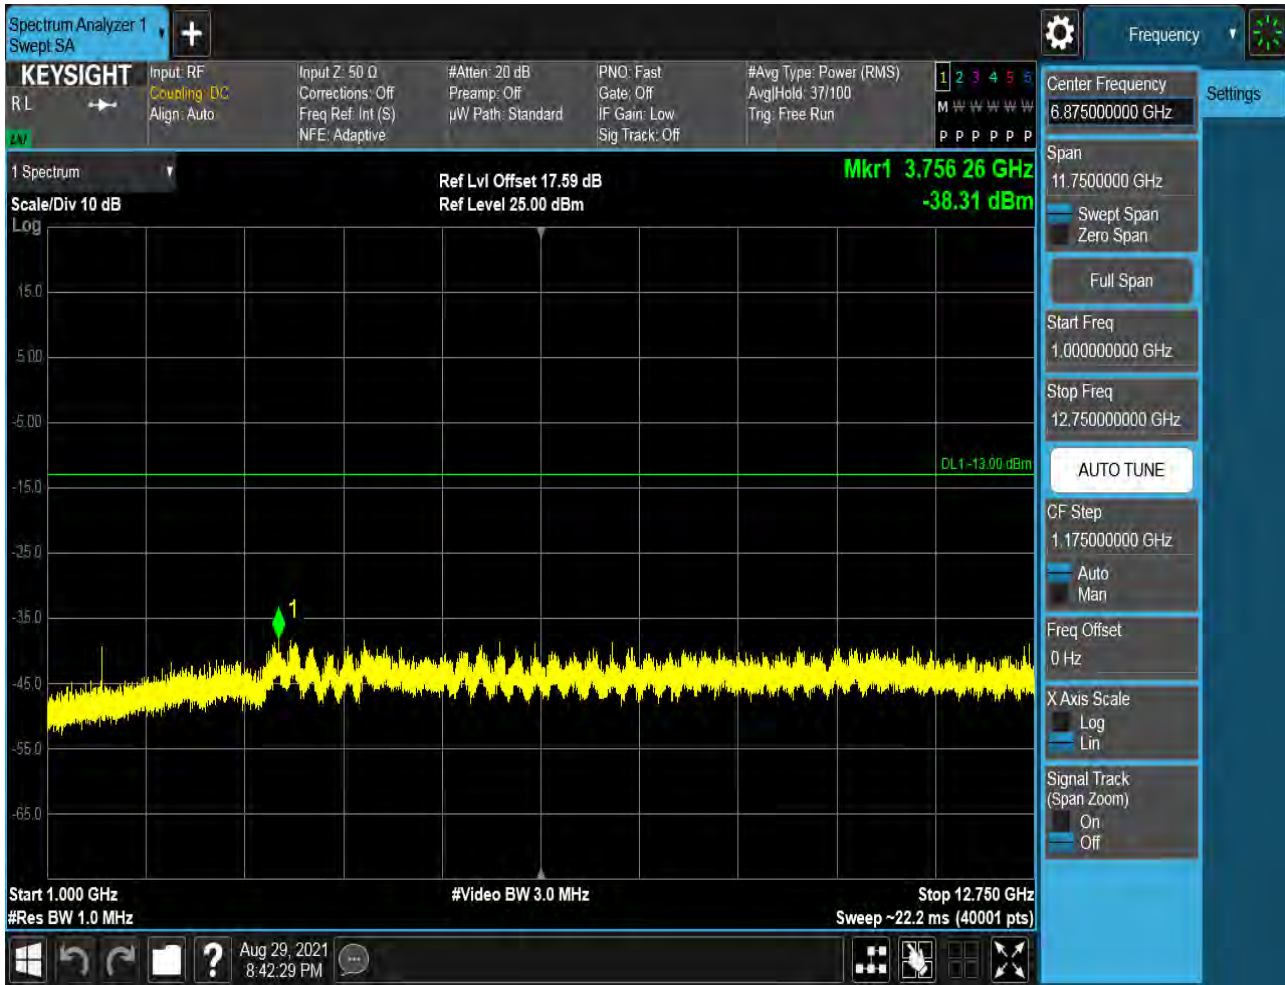 Spectrum Analyzer 1
Swept SA
+
Frequency
KEYSIGHT
RL
LXI
Input: RF
Coupling: DC
Align: Auto
Input Z: 50 Ω
Corrections: Off
Freq Ref: Int (S)
NFE: Adaptive
#Atten: 20 dB
Preamp: Off
µW Path: Standard
PNO: Fast
Gate: Off
IF Gain: Low
Sig Track: Off
#Avg Type: Power (RMS)
Avg|Hold: 37/100
Trig: Free Run
1 2 3 4 5 6
M W W W W W
P P P P P P
1 Spectrum
Scale/Div 10 dB
Log
Ref Lvl Offset 17.59 dB
Ref Level 25.00 dBm
Mkr1 3.756 26 GHz
-38.31 dBm
15.0
5.00
-5.00
DL1 -13.00 dBm
-15.0
-25.0
1
-35.0
-45.0
-55.0
-65.0
Start 1.000 GHz
#Res BW 1.0 MHz
#Video BW 3.0 MHz
Stop 12.750 GHz
Sweep ~22.2 ms (40001 pts)
Center Frequency
6.875000000 GHz
Settings
Span
11.7500000 GHz
Swept Span
Zero Span
Full Span
Start Freq
1.000000000 GHz
Stop Freq
12.750000000 GHz
AUTO TUNE
CF Step
1.175000000 GHz
Auto
Man
Freq Offset
0 Hz
X Axis Scale
Log
Lin
Signal Track
(Span Zoom)
On
Off
?
Aug 29, 2021
8:42:29 PM